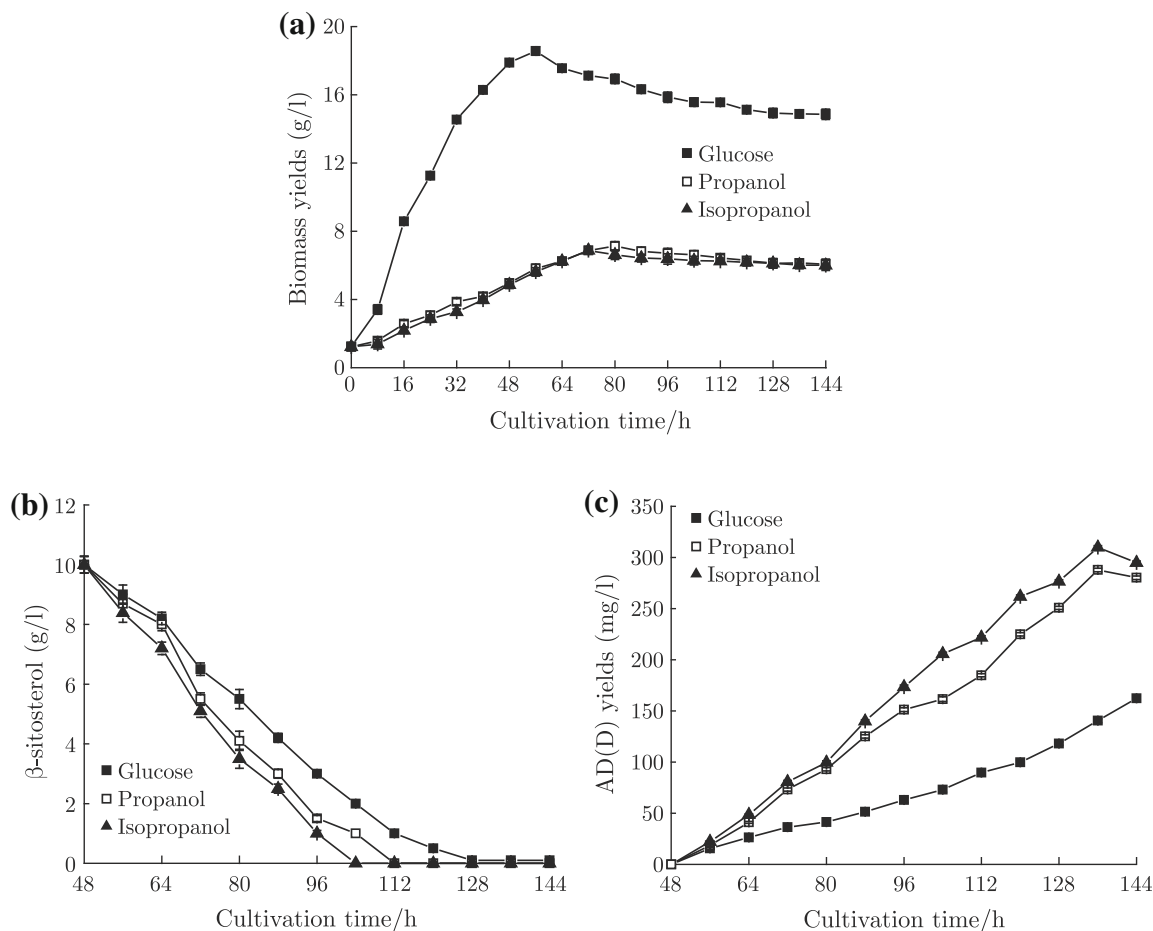 (a)
Biomass yields (g/l)
20
16
12
8
4
0
Glucose
Propanol
Isopropanol
0 16 32 48 64 80 96 112 128 144
Cultivation time/h
(b)
β-sitosterol (g/l)
12
10
8
6
4
2
0
Glucose
Propanol
Isopropanol
48 64 80 96 112 128 144
Cultivation time/h
(c)
AD(D) yields (mg/l)
350
300
250
200
150
100
50
0
Glucose
Propanol
Isopropanol
48 64 80 96 112 128 144
Cultivation time/h